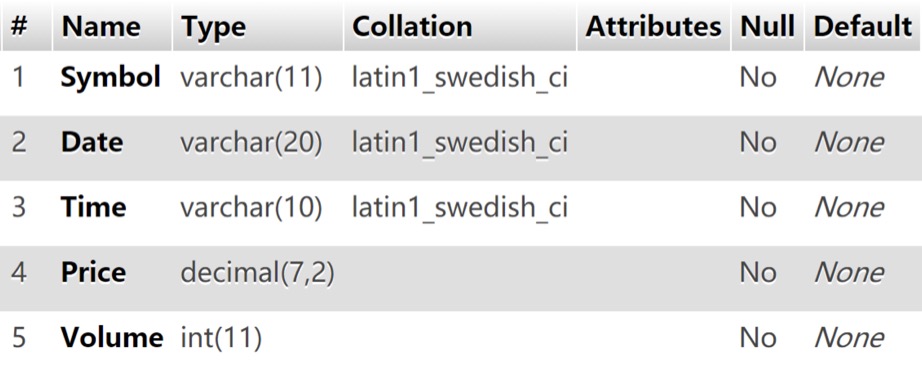 # Name Type Collation Attributes Null Default
1 Symbol varchar(11) latin1_swedish_ci No None
2 Date varchar(20) latin1_swedish_ci No None
3 Time varchar(10) latin1_swedish_ci No None
4 Price decimal(7,2) No None
5 Volume int(11) No None